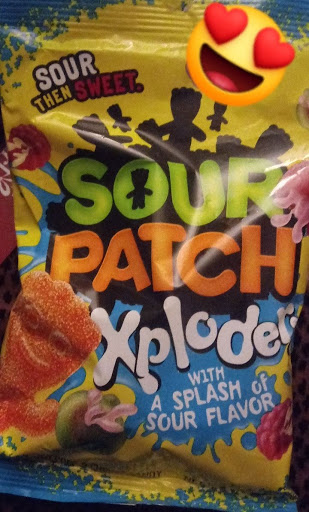 SOUR
THEN SWEET.
SOUR
PATCH
Xploders
WITH
A SPLASH OF
SOUR FLAVOR